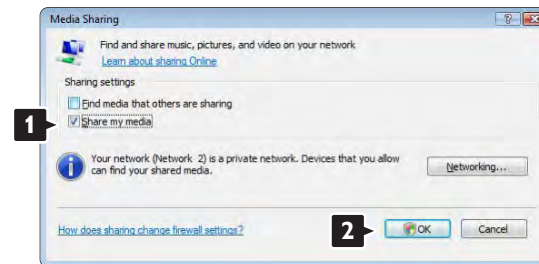 Media Sharing
Find and share music, pictures, and video on your network
Learn about sharing Online
Sharing settings
Find media that others are sharing
1
Share my media
Your network (Network 2) is a private network. Devices that you allow
can find your shared media.
Networking...
How does sharing change firewall settings?
2
OK
Cancel